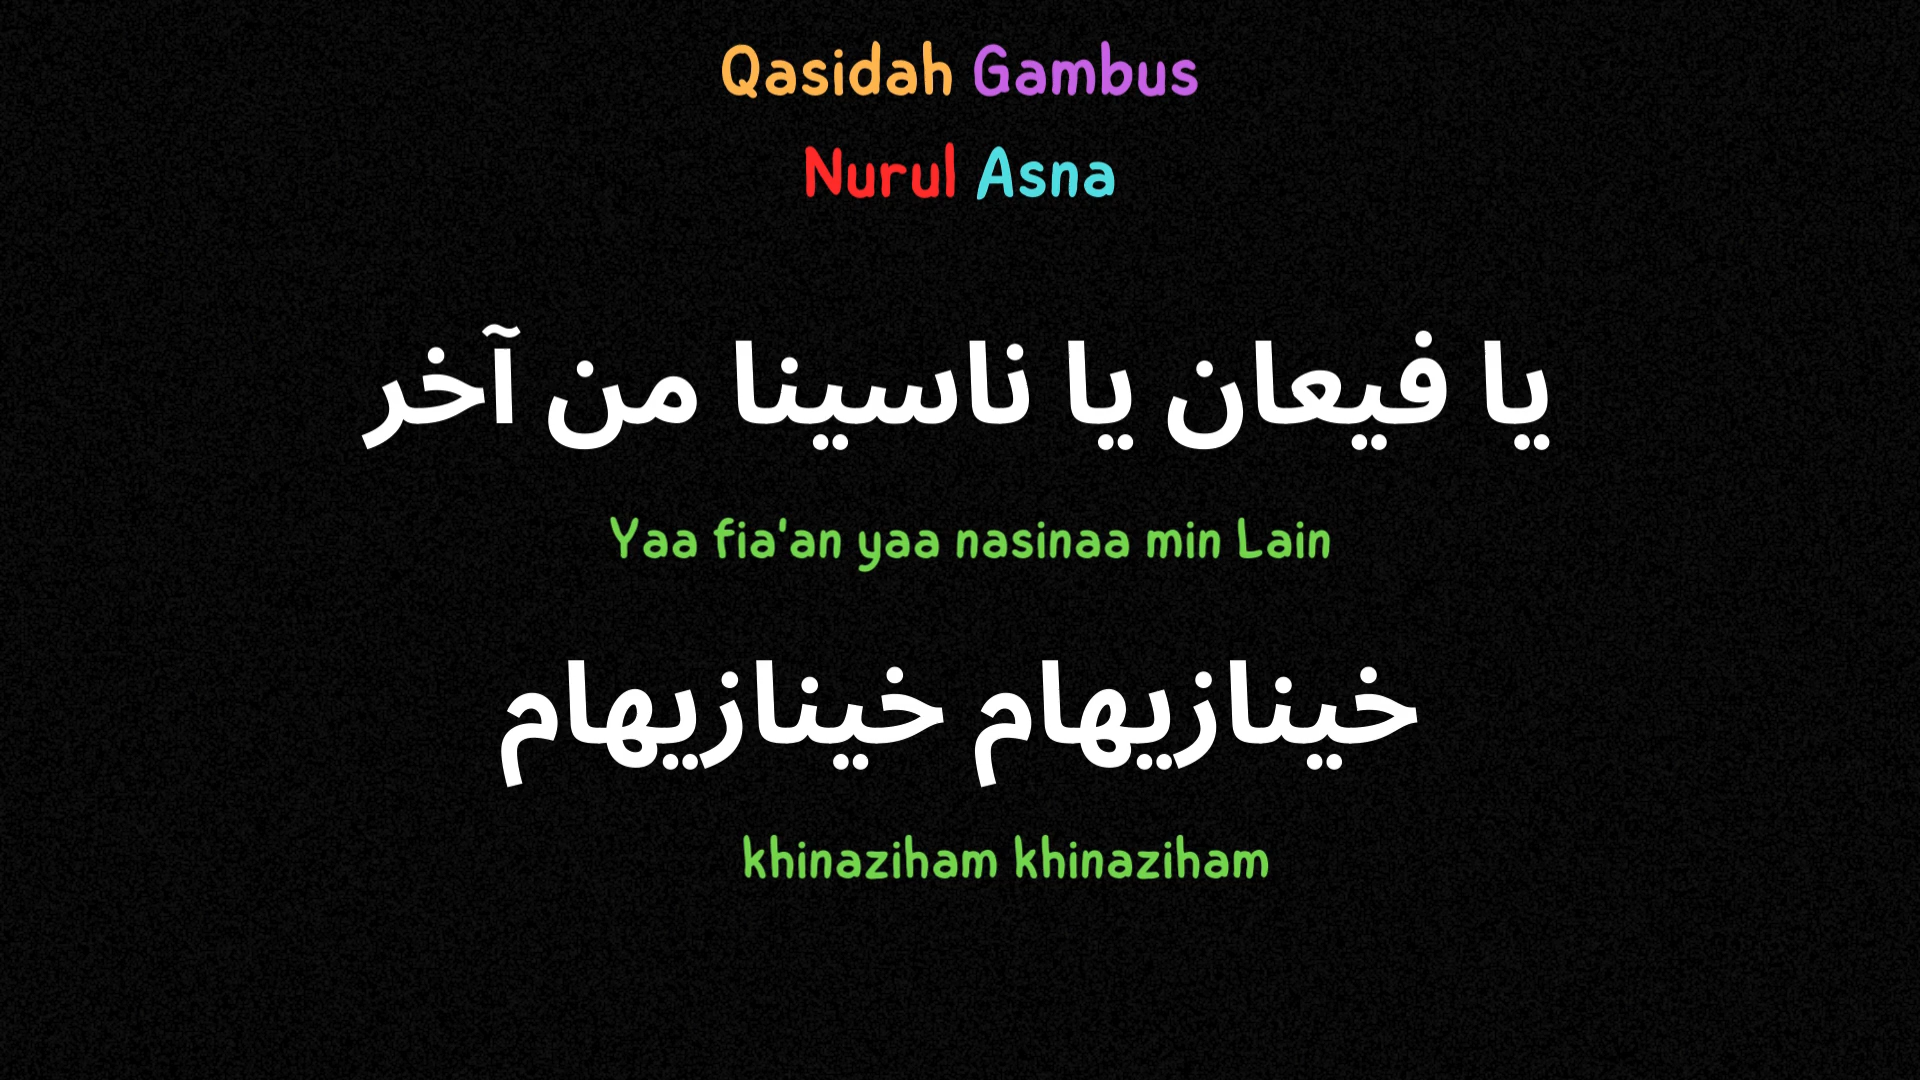 Qasidah Gambus
Nurul Asna
يا فيعان يا ناسينا من آخر
Yaa fia'an yaa nasinaa min Lain
خينازيهام خينازيهام
khinaziham khinaziham